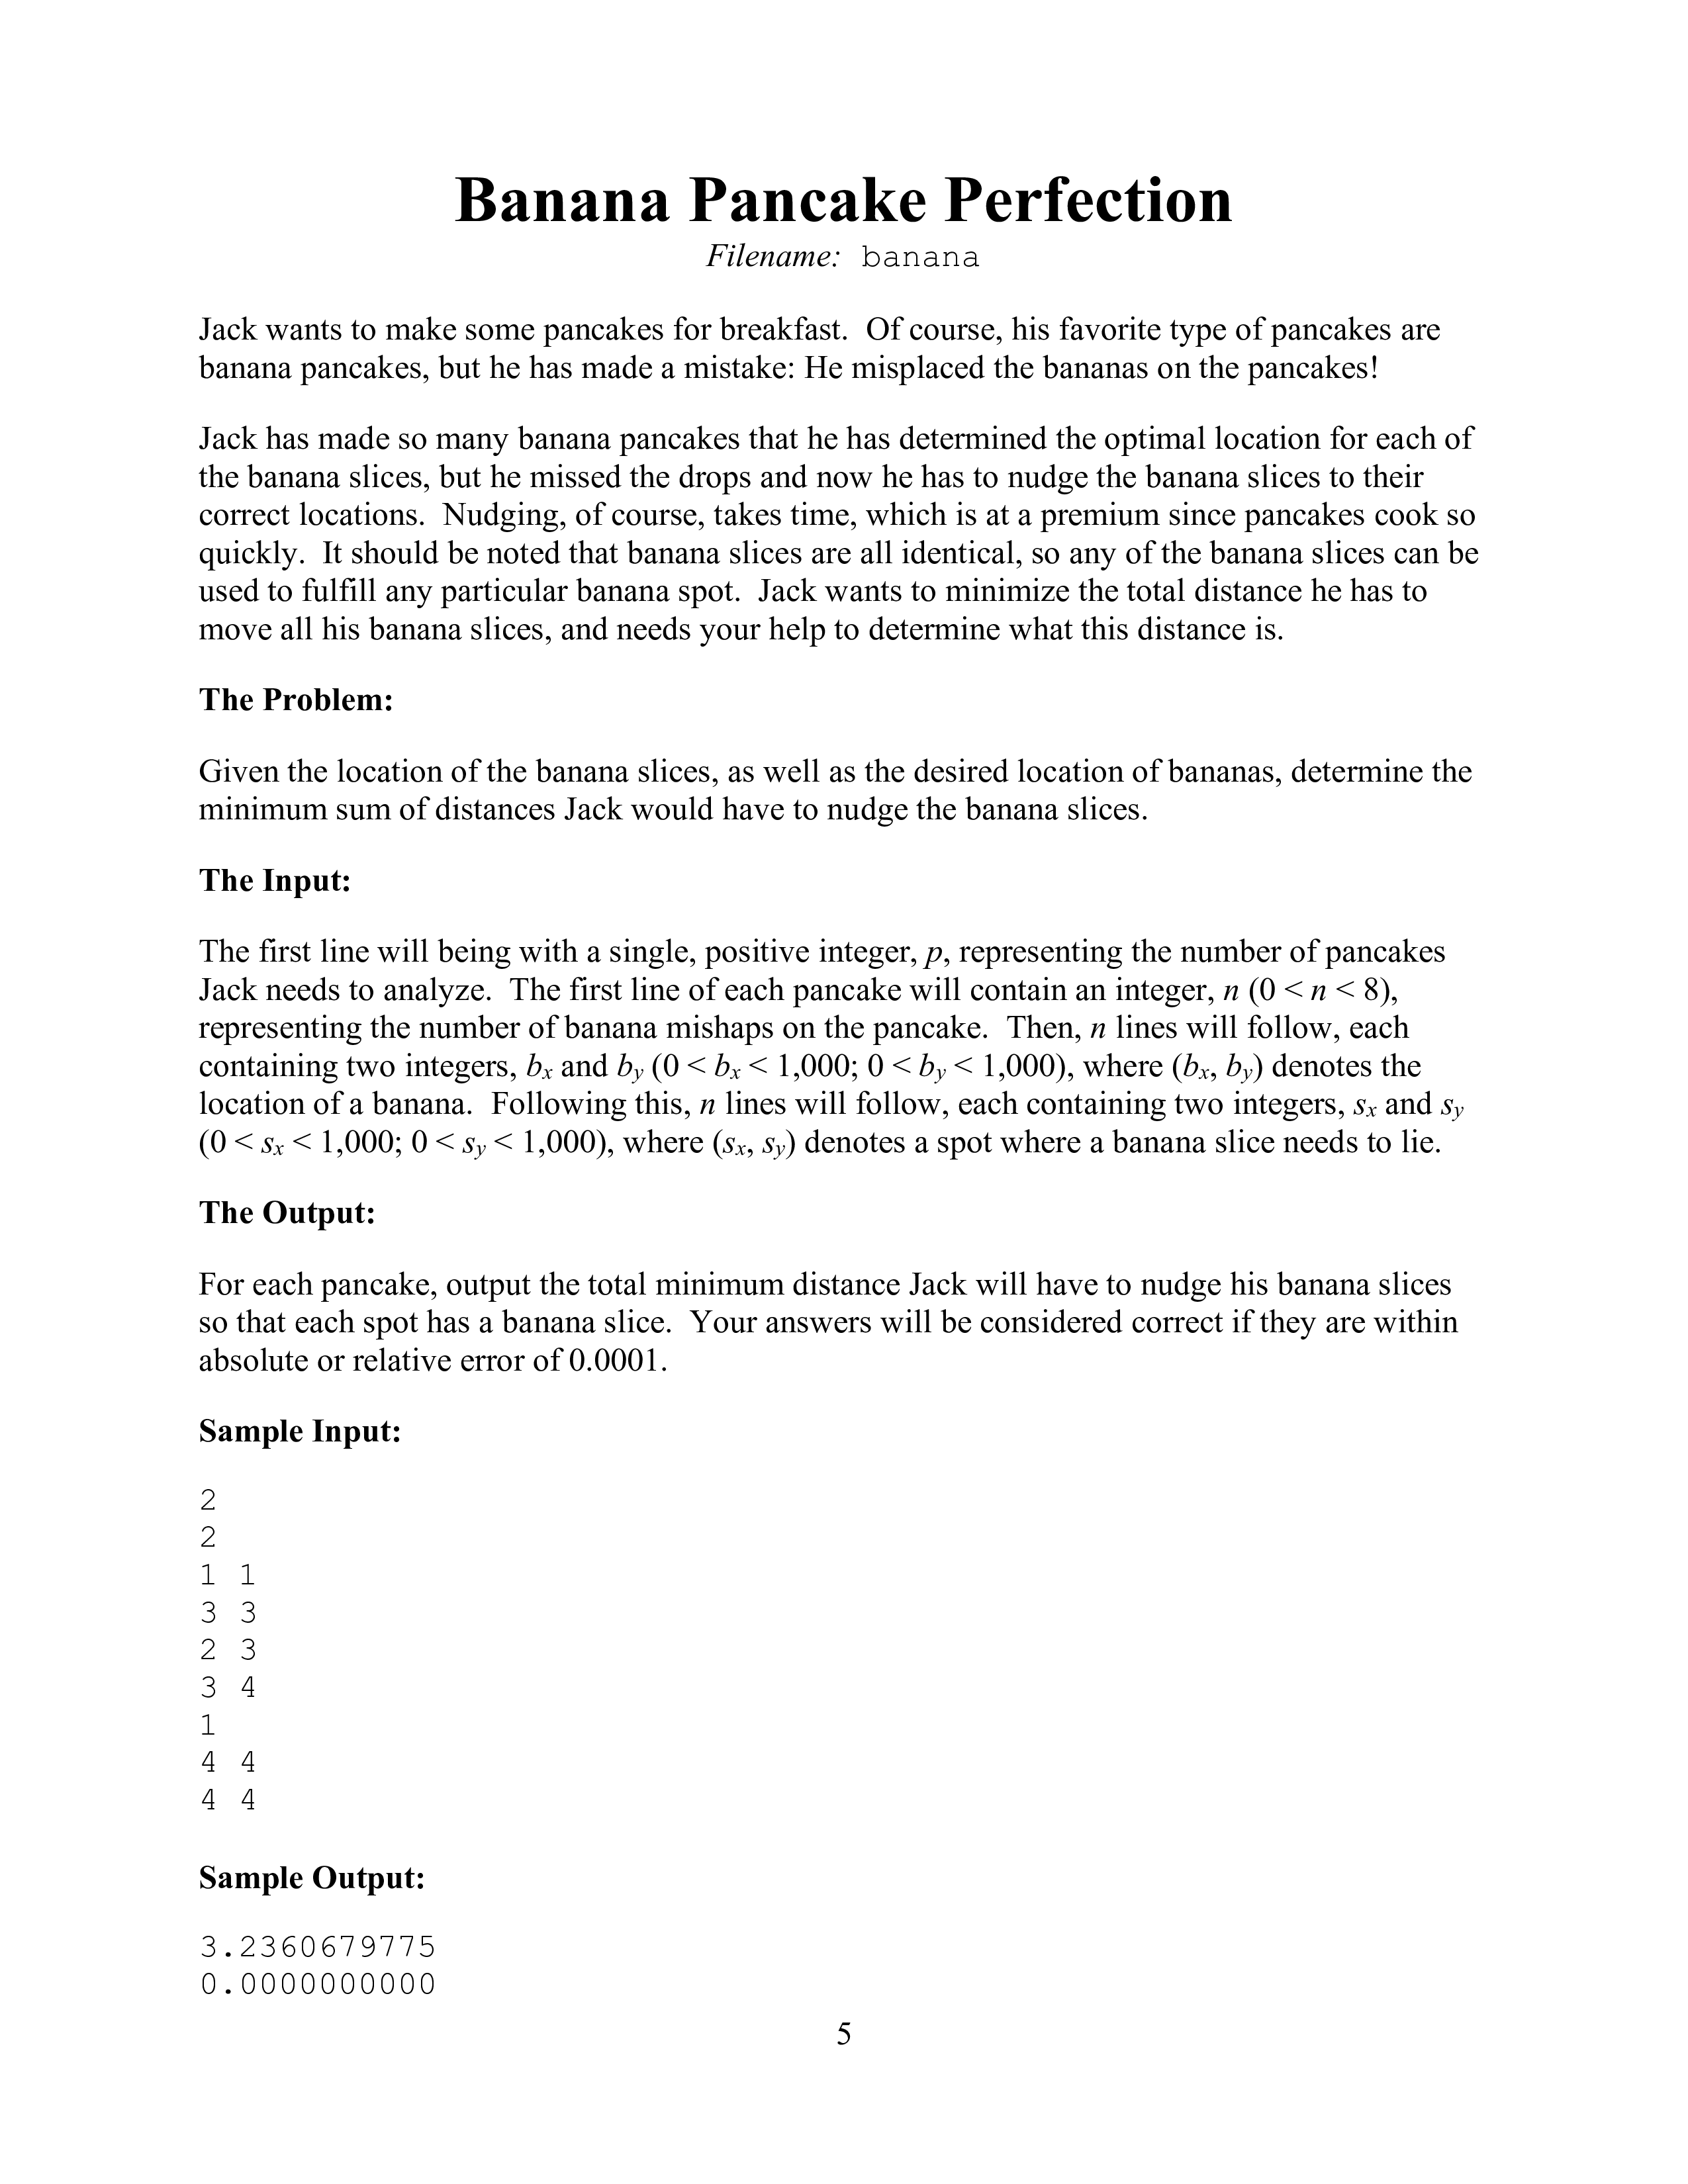 Banana Pancake Perfection
Filename: banana
Jack wants to make some pancakes for breakfast. Of course, his favorite type of pancakes are
banana pancakes, but he has made a mistake: He misplaced the bananas on the pancakes!
Jack has made so many banana pancakes that he has determined the optimal location for each of
the banana slices, but he missed the drops and now he has to nudge the banana slices to their
correct locations. Nudging, of course, takes time, which is at a premium since pancakes cook so
quickly. It should be noted that banana slices are all identical, so any of the banana slices can be
used to fulfill any particular banana spot. Jack wants to minimize the total distance he has to
move all his banana slices, and needs your help to determine what this distance is.
The Problem:
Given the location of the banana slices, as well as the desired location of bananas, determine the
minimum sum of distances Jack would have to nudge the banana slices.
The Input:
The first line will being with a single, positive integer, p, representing the number of pancakes
Jack needs to analyze. The first line of each pancake will contain an integer, n (0 < n < 8),
representing the number of banana mishaps on the pancake. Then, n lines will follow, each
containing two integers, bx and by (0 < bx < 1,000; 0 < by < 1,000), where (bx, by) denotes the
location of a banana. Following this, n lines will follow, each containing two integers, sx and sy
(0 < sx < 1,000; 0 < sy < 1,000), where (sx, sy) denotes a spot where a banana slice needs to lie.
The Output:
For each pancake, output the total minimum distance Jack will have to nudge his banana slices
so that each spot has a banana slice. Your answers will be considered correct if they are within
absolute or relative error of 0.0001.
Sample Input:
2
2
1 1
3 3
2 3
3 4
1
4 4
4 4
Sample Output:
3.2360679775
0.0000000000
5